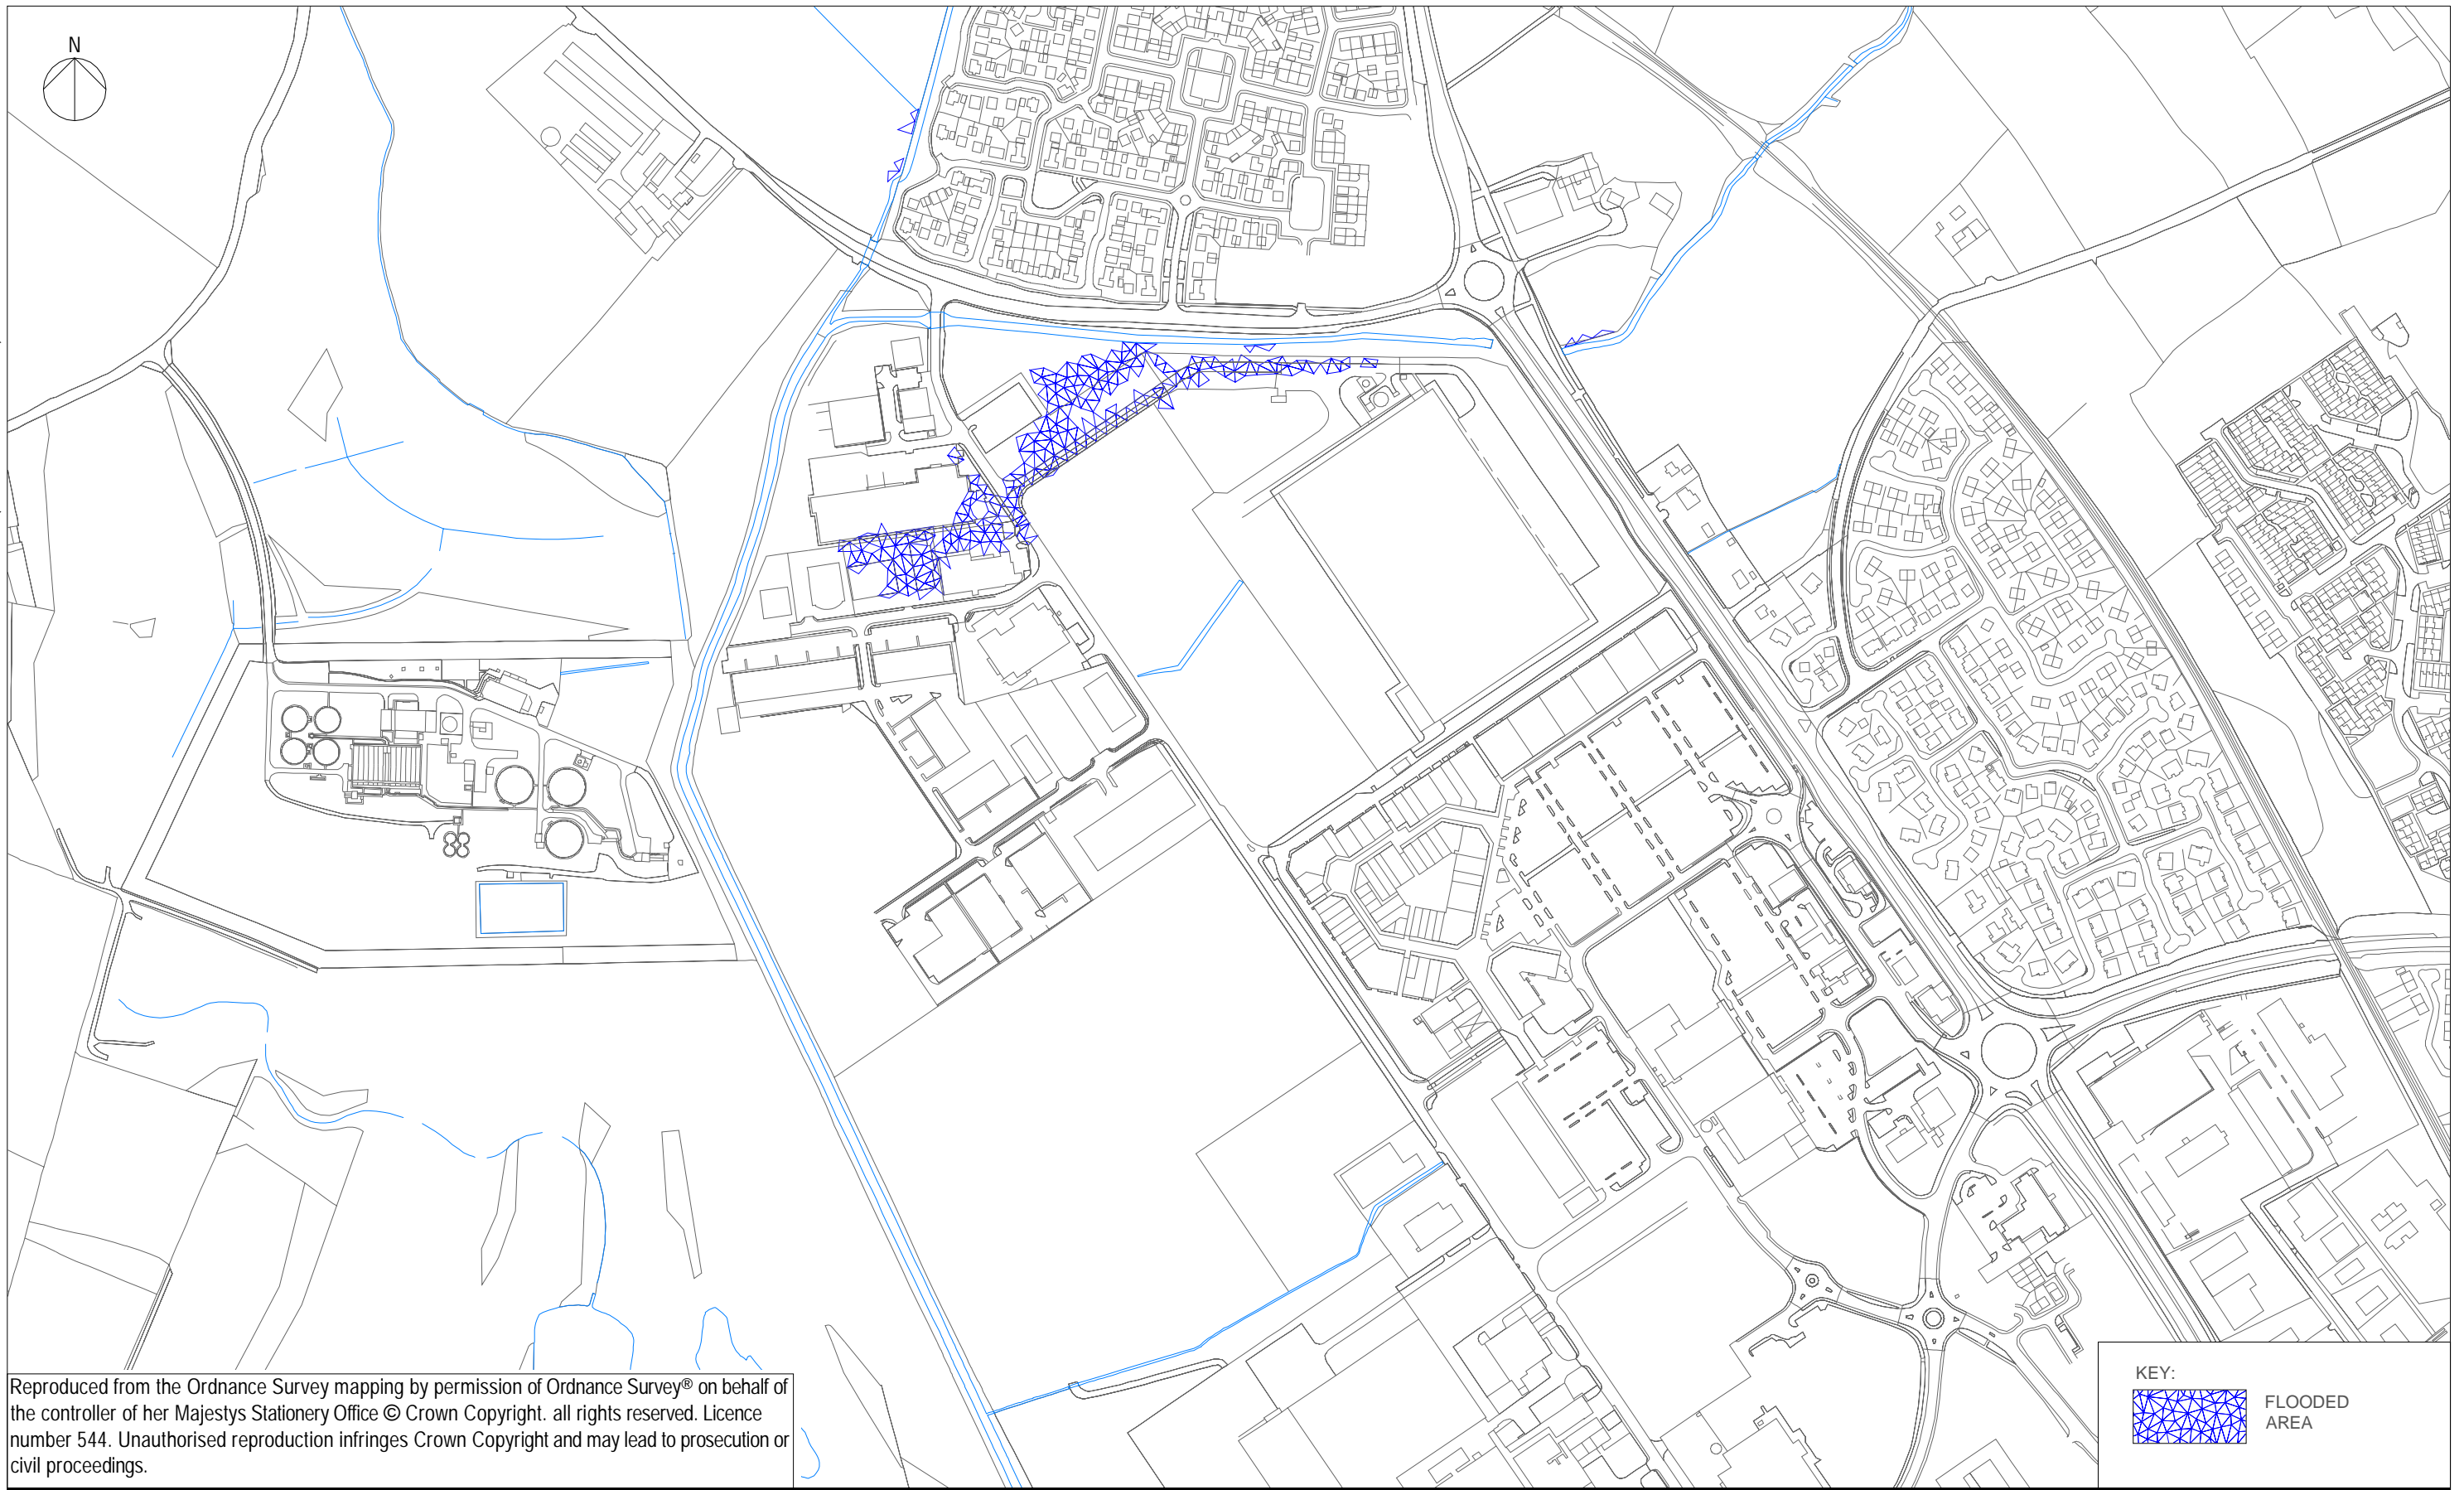 N
Reproduced from the Ordnance Survey mapping by permission of Ordnance Survey® on behalf of
the controller of her Majestys Stationery Office © Crown Copyright. all rights reserved. Licence
number 544. Unauthorised reproduction infringes Crown Copyright and may lead to prosecution or
civil proceedings.
KEY:
FLOODED
AREA